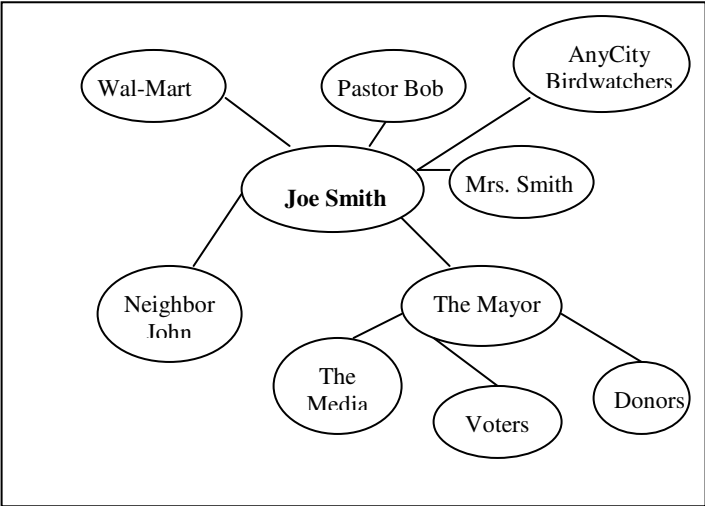 AnyCity
Birdwatchers
Wal-Mart
Pastor Bob
Mrs. Smith
Joe Smith
Neighbor
John
The Mayor
The
Media
Voters
Donors